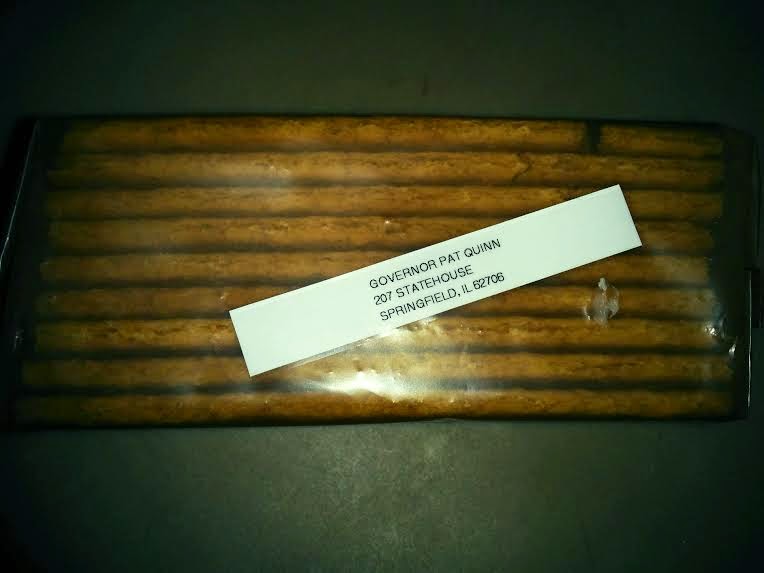 GOVERNOR PAT QUINN
207 STATEHOUSE
SPRINGFIELD, IL 62706